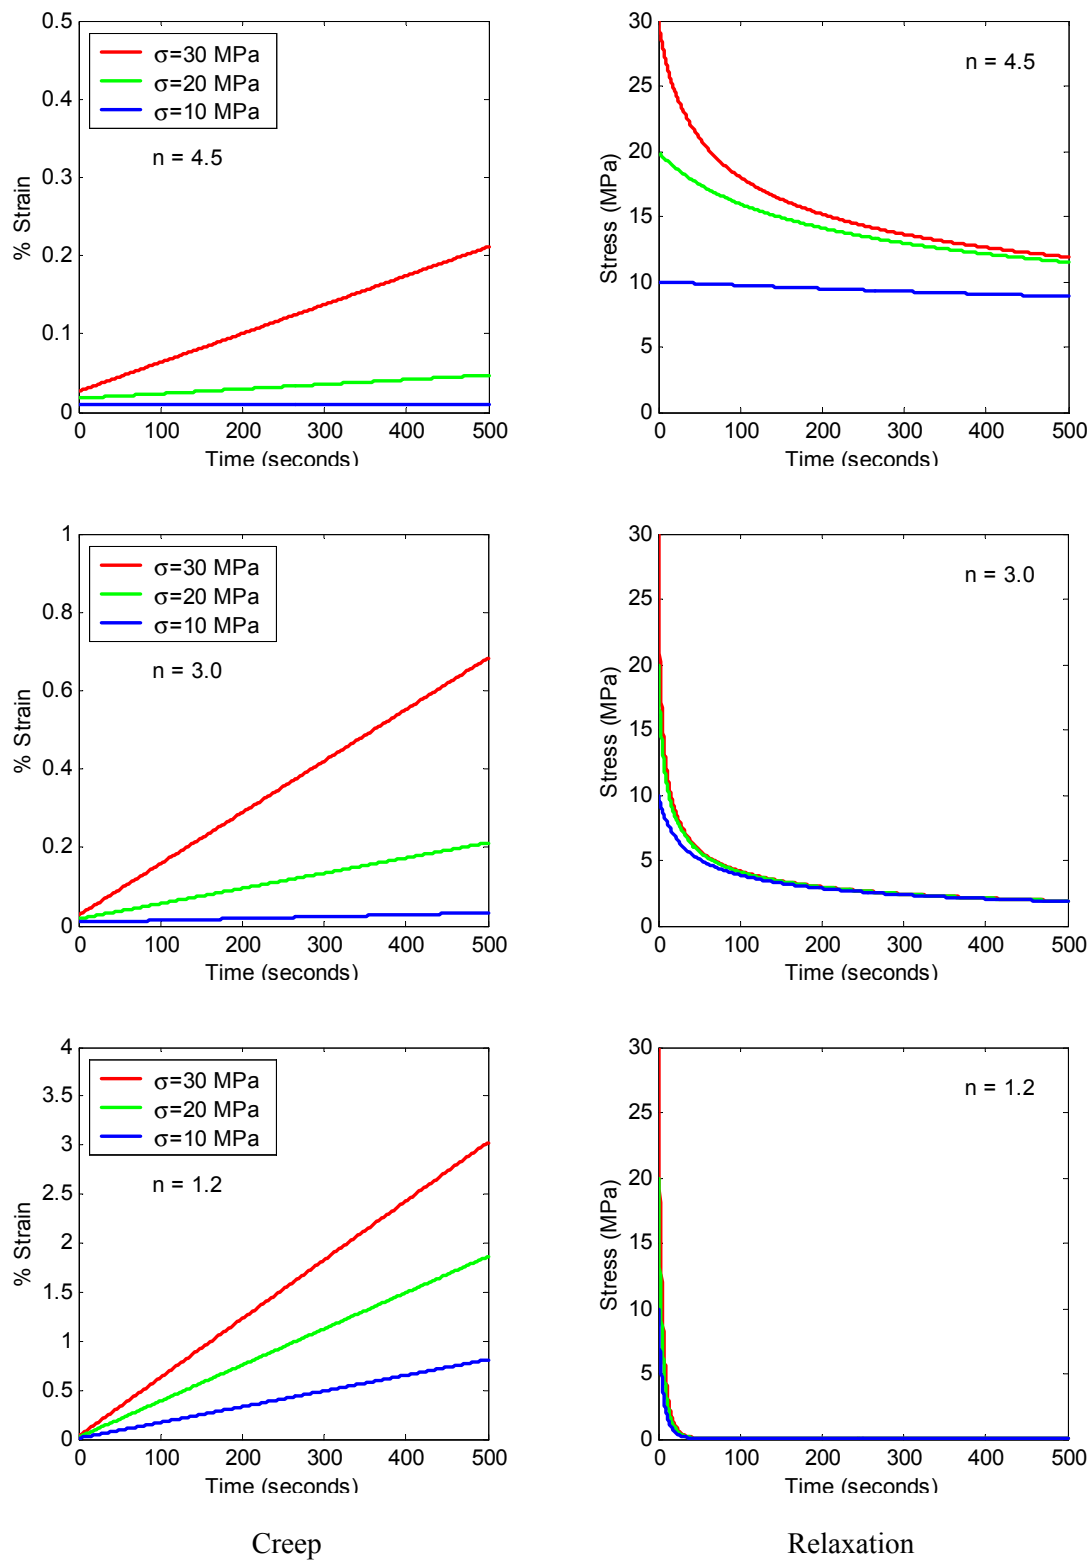 0.5
0.4
0.3
0.2
0.1
0
% Strain
σ=30 MPa
σ=20 MPa
σ=10 MPa
n = 4.5
0 100 200 300 400 500
Time (seconds)
30
25
20
15
10
5
0
Stress (MPa)
n = 4.5
0 100 200 300 400 500
Time (seconds)
1
0.8
0.6
0.4
0.2
0
% Strain
σ=30 MPa
σ=20 MPa
σ=10 MPa
n = 3.0
0 100 200 300 400 500
Time (seconds)
30
25
20
15
10
5
0
Stress (MPa)
n = 3.0
0 100 200 300 400 500
Time (seconds)
4
3.5
3
2.5
2
1.5
1
0.5
0
% Strain
σ=30 MPa
σ=20 MPa
σ=10 MPa
n = 1.2
0 100 200 300 400 500
Time (seconds)
30
25
20
15
10
5
0
Stress (MPa)
n = 1.2
0 100 200 300 400 500
Time (seconds)
Creep
Relaxation